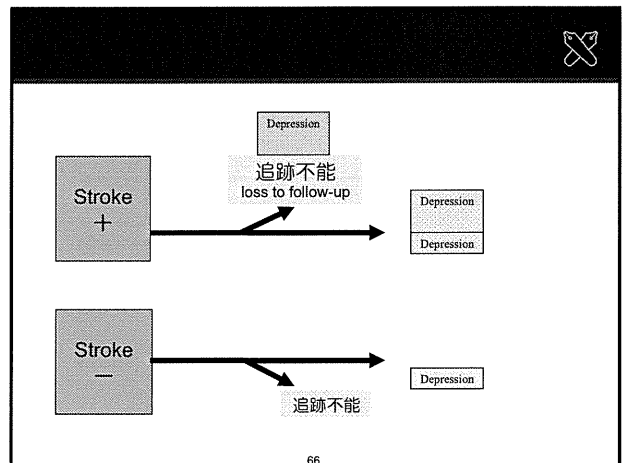 Depression
追跡不能
loss to follow-up
Stroke
+
Depression
Depression
Stroke
−
Depression
追跡不能
66